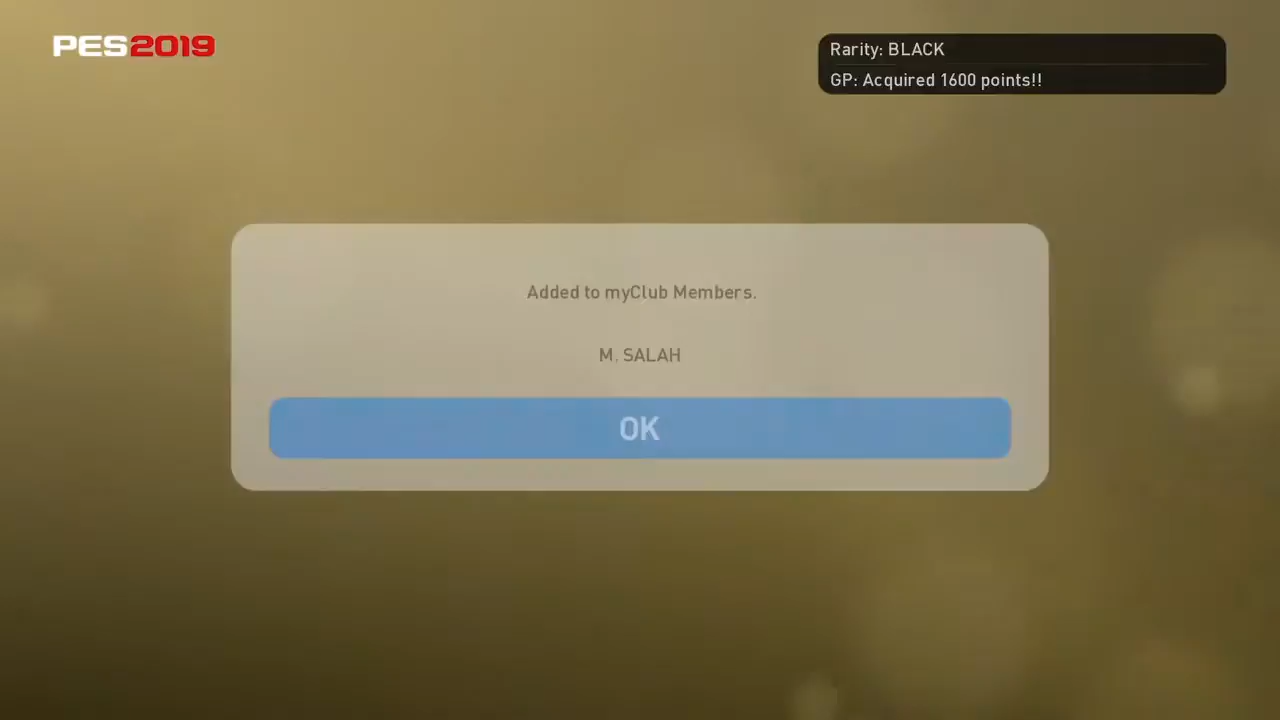 PES2019
Rarity: BLACK
GP: Acquired 1600 points!!
Added to myClub Members.
M. SALAH
OK